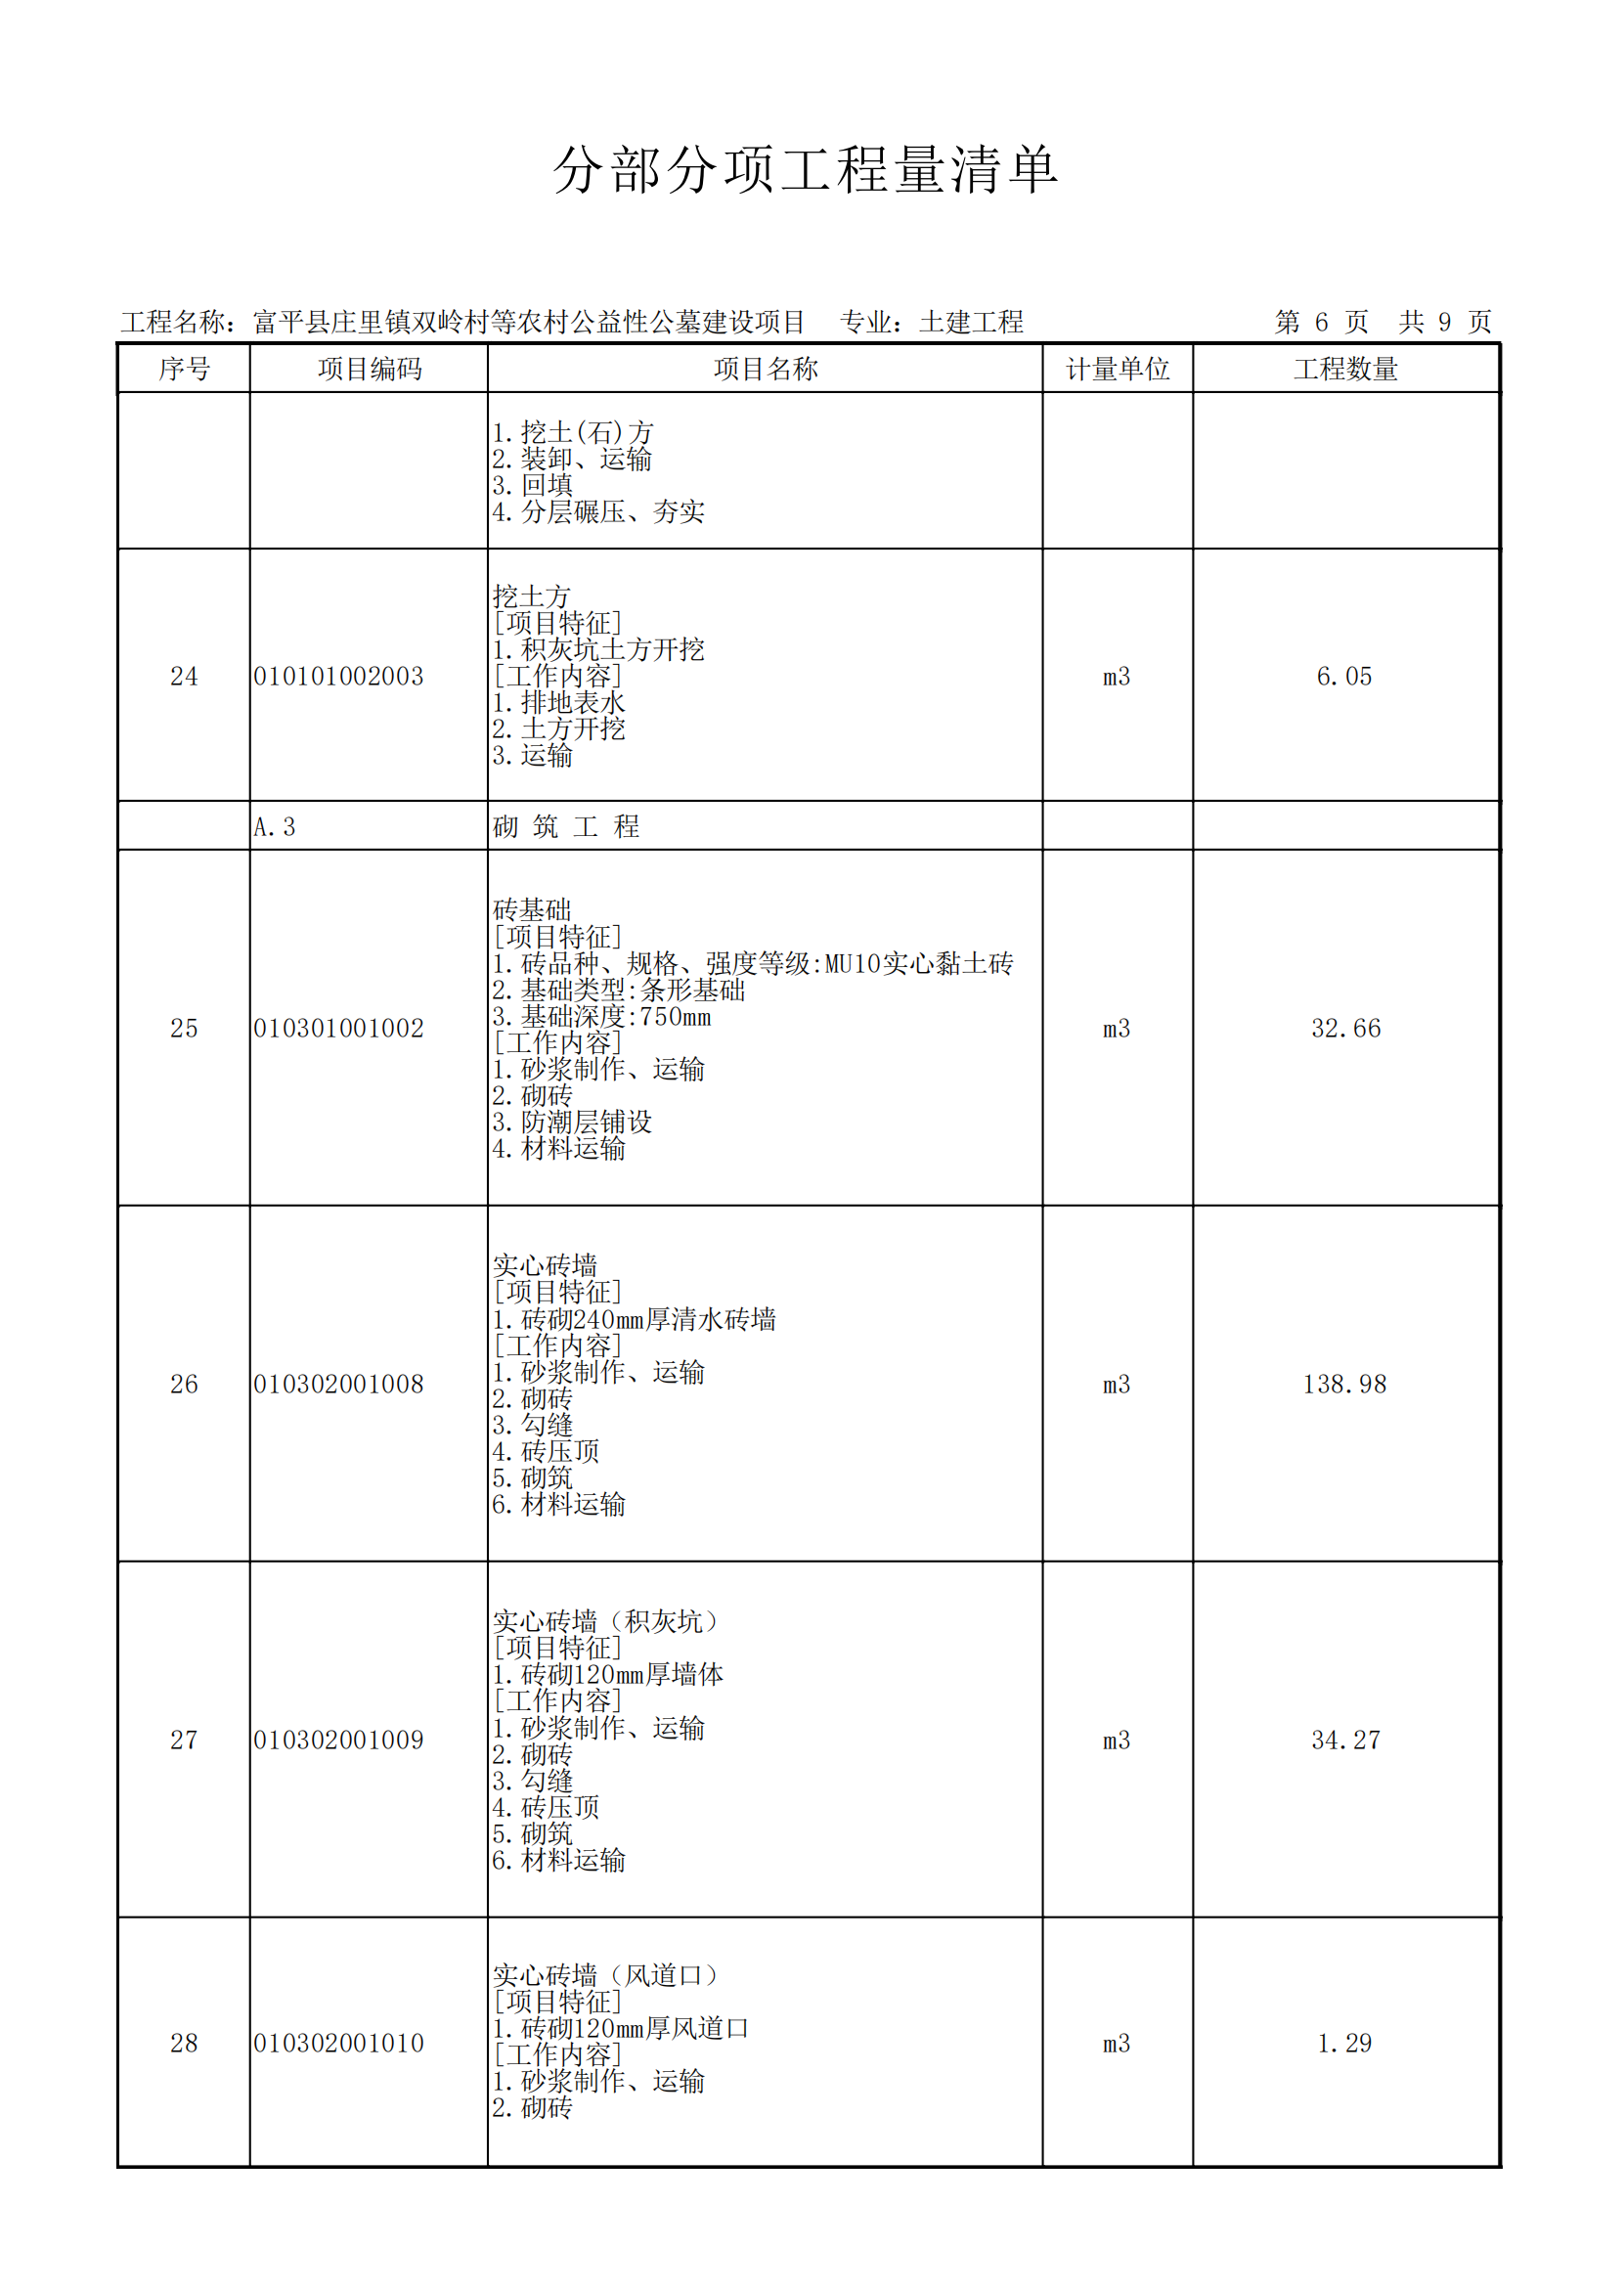 分部分项工程量清单
工程名称：富平县庄里镇双岭村等农村公益性公墓建设项目 专业：土建工程 第 6 页 共 9 页
序号 项目编码 项目名称 计量单位 工程数量
1.挖土(石)方
2.装卸、运输
3.回填
4.分层碾压、夯实
挖土方
[项目特征]
1.积灰坑土方开挖
24 010101002003 [工作内容] m3 6.05
1.排地表水
2.土方开挖
3.运输
A.3 砌 筑 工 程
砖基础
[项目特征]
1.砖品种、规格、强度等级:MU10实心黏土砖
2.基础类型:条形基础
3.基础深度:750mm
25 010301001002 [工作内容] m3 32.66
1.砂浆制作、运输
2.砌砖
3.防潮层铺设
4.材料运输
实心砖墙
[项目特征]
1.砖砌240mm厚清水砖墙
[工作内容]
26 010302001008 1.砂浆制作、运输 m3 138.98
2.砌砖
3.勾缝
4.砖压顶
5.砌筑
6.材料运输
实心砖墙（积灰坑）
[项目特征]
1.砖砌120mm厚墙体
[工作内容]
27 010302001009 1.砂浆制作、运输 m3 34.27
2.砌砖
3.勾缝
4.砖压顶
5.砌筑
6.材料运输
实心砖墙（风道口）
[项目特征]
1.砖砌120mm厚风道口
28 010302001010 [工作内容] m3 1.29
1.砂浆制作、运输
2.砌砖